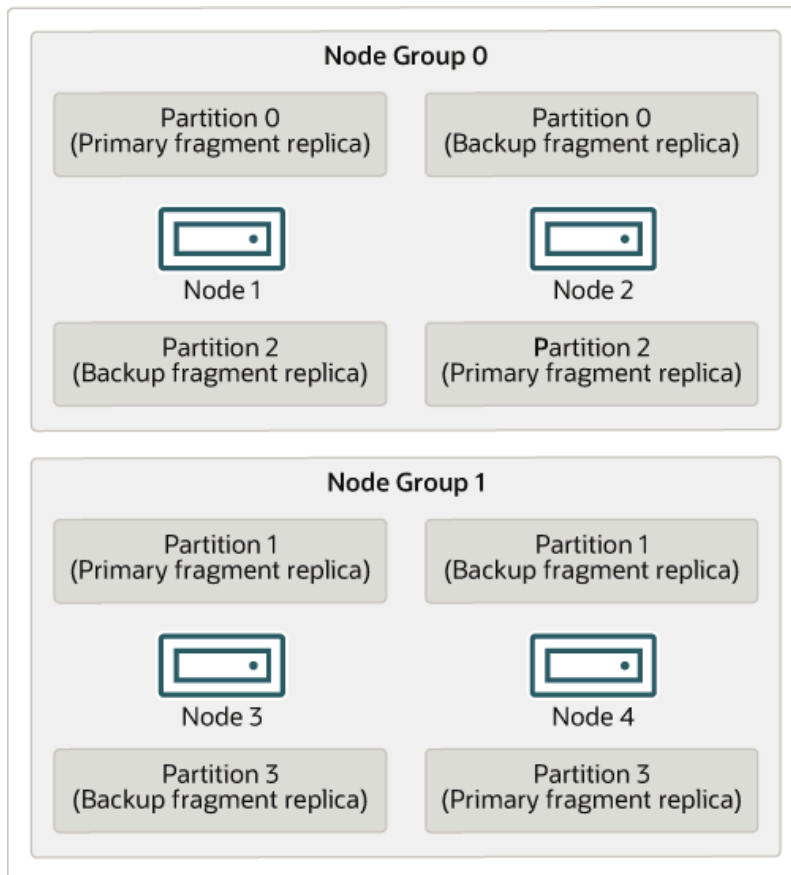 Node Group 0
Partition 0
(Primary fragment replica)
Partition 0
(Backup fragment replica)
Node 1
Node 2
Partition 2
(Backup fragment replica)
Partition 2
(Primary fragment replica)
Node Group 1
Partition 1
(Primary fragment replica)
Partition 1
(Backup fragment replica)
Node 3
Node 4
Partition 3
(Backup fragment replica)
Partition 3
(Primary fragment replica)